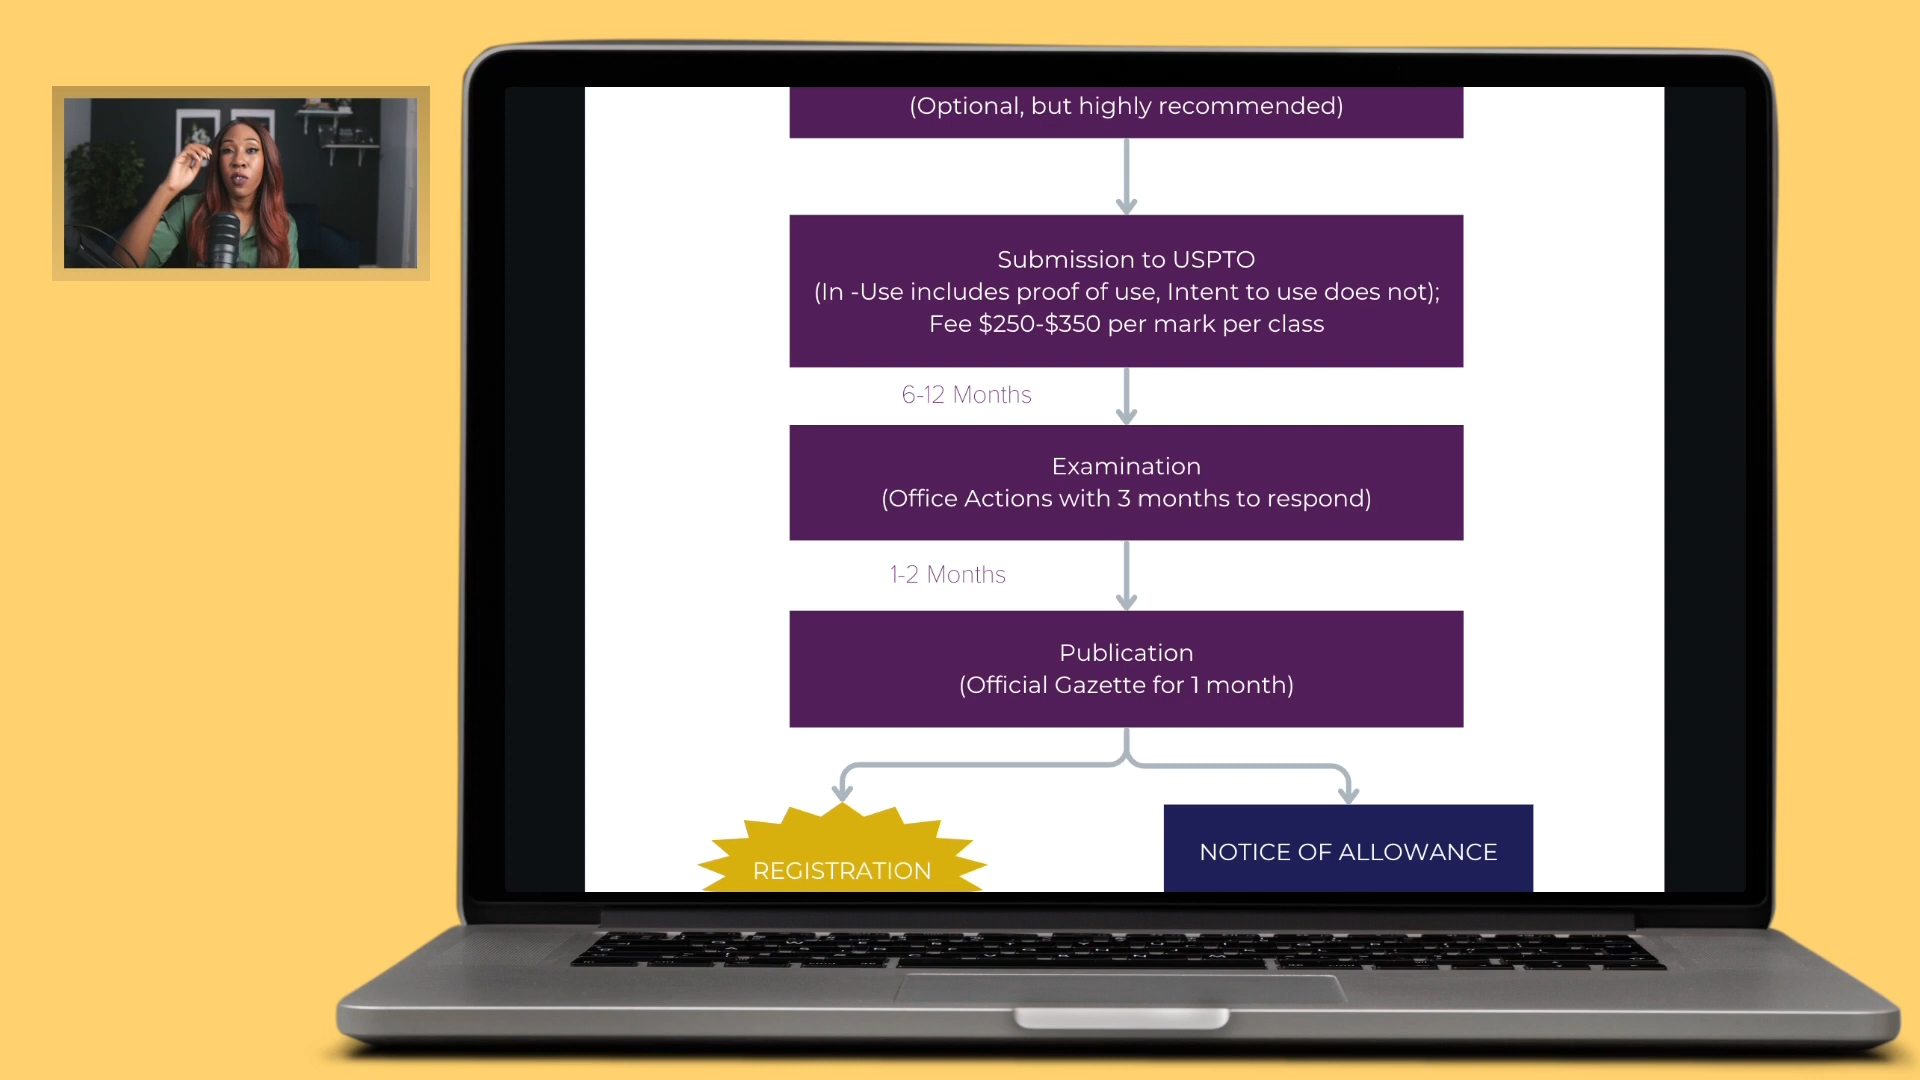 (Optional, but highly recommended)
Submission to USPTO
(In -Use includes proof of use, Intent to use does not);
Fee $250-$350 per mark per class
6-12 Months
Examination
(Office Actions with 3 months to respond)
1-2 Months
Publication
(Official Gazette for 1 month)
REGISTRATION
NOTICE OF ALLOWANCE